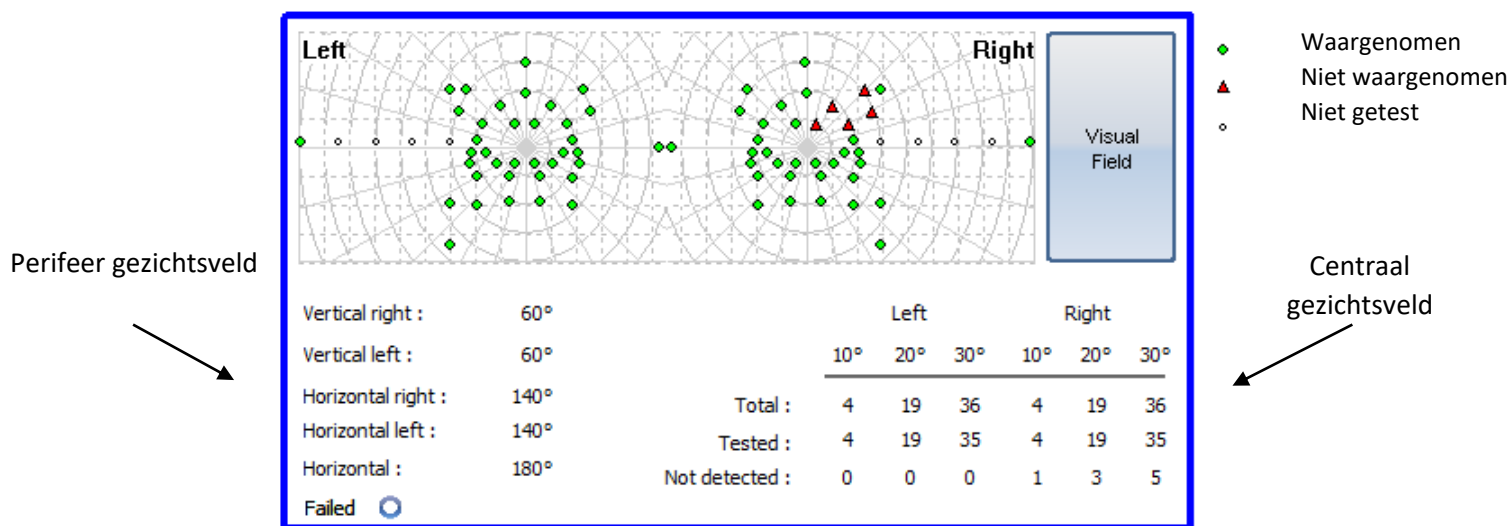 Left
Right
Visual
Field
Waargenomen
Niet waargenomen
Niet getest
Perifeer gezichtsveld
Centraal
gezichtsveld
Vertical right : 60°
Vertical left : 60°
Horizontal right : 140°
Horizontal left : 140°
Horizontal : 180°
Failed
Left Right
10° 20° 30° 10° 20° 30°
Total : 4 19 36 4 19 36
Tested : 4 19 35 4 19 35
Not detected : 0 0 0 1 3 5